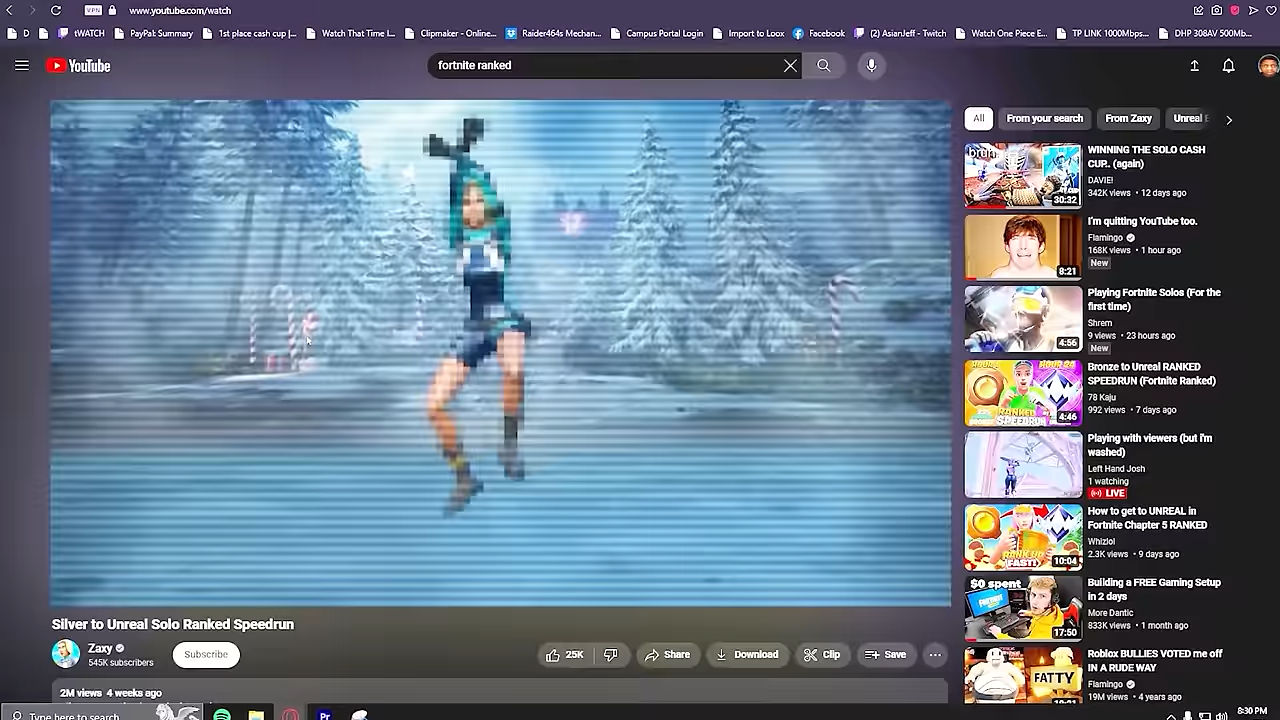 VPN
www.youtube.com/watch
D
tWATCH
PayPal Summary
1st place cash cup |...
Watch That Time I...
Clipmaker - Online...
Raider464s Mechan...
Campus Portal Login
Import to Loox
Facebook
(2) AsianJeff - Twitch
Watch One Piece E...
TP LINK 1000Mbps...
DHP 308AV 500Mb...
YouTube
fortnite ranked
All
From your search
From Zaxy
Unreal E
bruh
30:32
WINNING THE SOLO CASH
CUP.. (again)
DAVIE!
342K views • 12 days ago
8:21
I'm quitting YouTube too.
Flamingo
168K views • 1 hour ago
New
4:56
Playing Fortnite Solos (For the
first time)
Shrem
9 views • 23 hours ago
New
RANKED
SPEEDRUN
4:46
Bronze to Unreal RANKED
SPEEDRUN (Fortnite Ranked)
78 Kaju
992 views • 7 days ago
Playing with viewers (but i'm
washed)
Left Hand Josh
1 watching
LIVE
RANK UP
(FAST!)
10:04
How to get to UNREAL in
Fortnite Chapter 5 RANKED
Whiziol
2.3K views • 9 days ago
$0 spent
17:50
Building a FREE Gaming Setup
in 2 days
More Dantic
833K views • 1 month ago
FATTY
Roblox BULLIES VOTED me off
IN A RUDE WAY
Flamingo
19M views • 4 years ago
Silver to Unreal Solo Ranked Speedrun
Zaxy
545K subscribers
Subscribe
25K
Share
Download
Clip
Save
2M views 4 weeks ago
Type here to search
Pr
8:30 PM